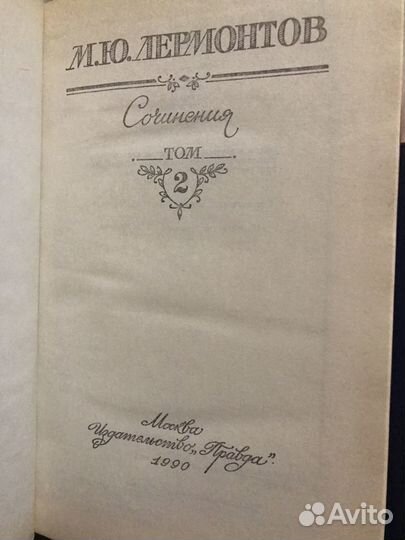 М.Ю.ЛЕРМОНТОВ
Сочинения
ТОМ
2
Москва
Издательство „Правда".
1990
Avito